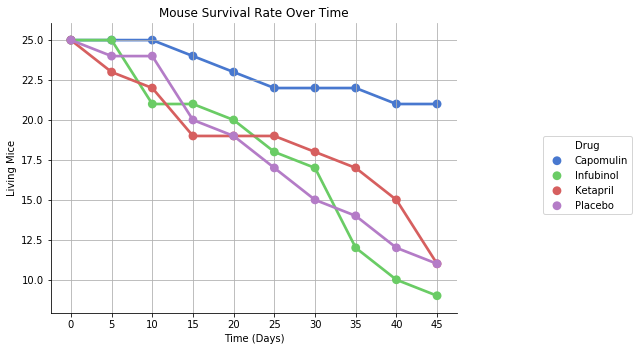 Mouse Survival Rate Over Time
25.0
22.5
20.0
17.5
15.0
12.5
10.0
Living Mice
0 5 10 15 20 25 30 35 40 45
Time (Days)
Drug
Capomulin
Infubinol
Ketapril
Placebo